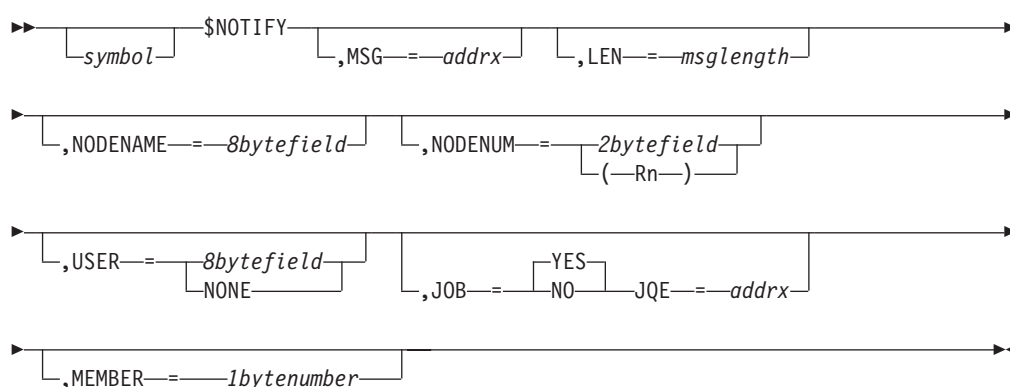 symbol $NOTIFY ,MSG = addrx ,LEN = msglength
,NODENAME = 8bytefield ,NODENUM = 2bytefield
( Rn )
,USER = 8bytefield
NONE
,JOB = YES
NO JQE = addrx
,MEMBER = 1bytenumber